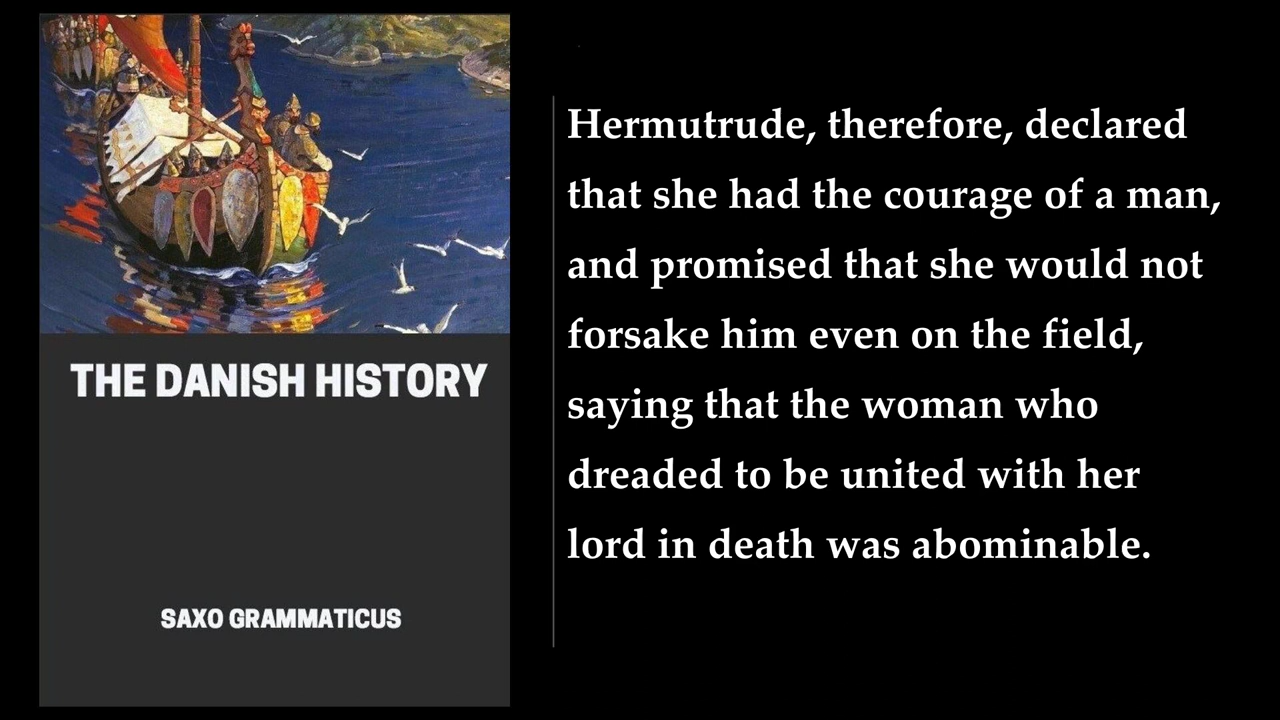 THE DANISH HISTORY
SAXO GRAMMATICUS
Hermutrude, therefore, declared
that she had the courage of a man,
and promised that she would not
forsake him even on the field,
saying that the woman who
dreaded to be united with her
lord in death was abominable.